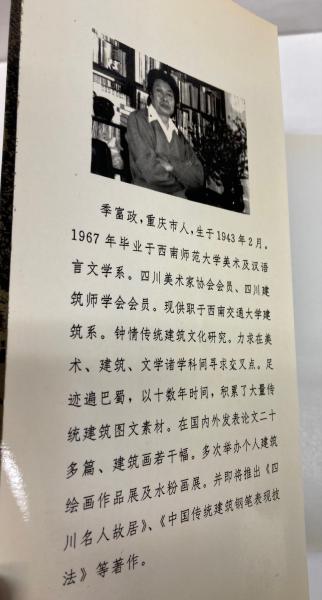 季富政，重庆市人，生于1943年2月。
1967年毕业于西南师范大学美术及汉语
言文学系。四川美术家协会会员、四川建
筑师学会会员。现供职于西南交通大学建
筑系。钟情传统建筑文化研究。力求在美
术、建筑、文学诸学科间寻求交叉点。足
迹遍巴蜀，以十数年时间，积累了大量传
统建筑图文素材。在国内外发表论文二十
多篇、建筑画若干幅。多次举办个人建筑
绘画作品展及水粉画展。并即将推出《四
川名人故居》、《中国传统建筑钢笔表现技
法》等著作。